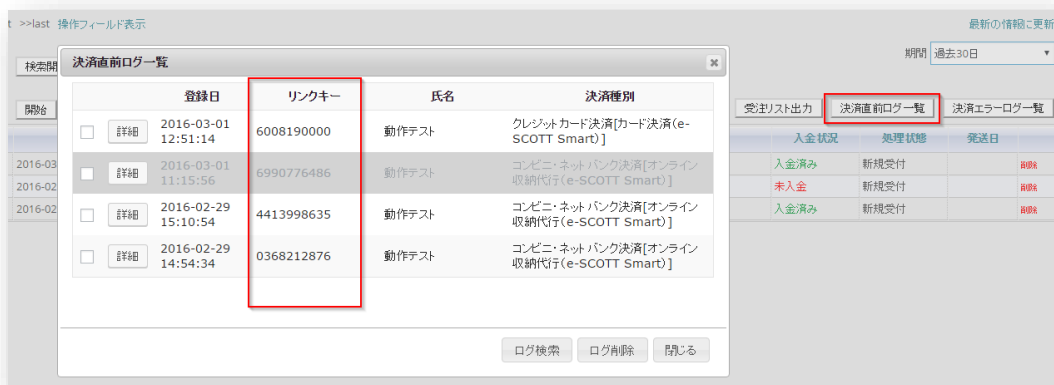 t >>last 操作フィールド表示
最新の情報に更新
期間 過去30日
検索開
決済直前ログ一覧
開始
受注リスト出力 決済直前ログ一覧 決済エラーログ一覧
登録日 リンクキー 氏名 決済種別
入金状況 処理状態 発送日
詳細 2016-03-01 12:51:14 6008190000 動作テスト クレジットカード決済[カード決済(e-
SCOTT Smart)]
2016-03 入金済み 新規受付 削除
詳細 2016-03-01 11:15:56 6990776486 動作テスト コンビニ・ネットバンク決済[オンライン
収納代行(e-SCOTT Smart)]
2016-02 未入金 新規受付 削除
詳細 2016-02-29 15:10:54 4413998635 動作テスト コンビニ・ネットバンク決済[オンライン
収納代行(e-SCOTT Smart)]
2016-02 入金済み 新規受付 削除
詳細 2016-02-29 14:54:34 0368212876 動作テスト コンビニ・ネットバンク決済[オンライン
収納代行(e-SCOTT Smart)]
ログ検索 ログ削除 閉じる